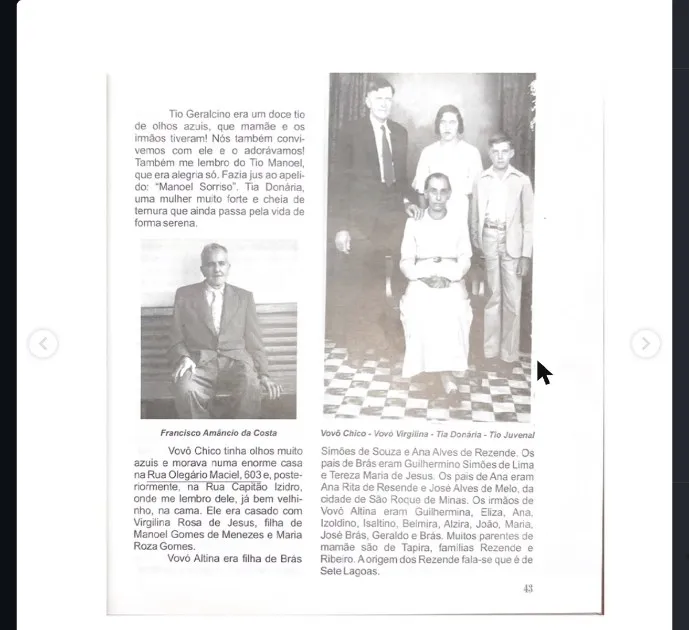 Tio Geralcino era um doce tio
de olhos azuis, que mamãe e os
irmãos tiveram! Nós também convi-
vemos com ele e o adorávamos!
Também me lembro do Tio Manoel,
que era alegria só. Fazia jus ao apeli-
do: "Manoel Sorriso". Tia Donária,
uma mulher muito forte e cheia de
ternura que ainda passa pela vida de
forma serena.
Francisco Amâncio da Costa
Vovô Chico tinha olhos muito
azuis e morava numa enorme casa
na Rua Olegário Maciel, 603 e, poste-
riormente, na Rua Capitão Izidro,
onde me lembro dele, já bem velhi-
nho, na cama. Ele era casado com
Virgilina Rosa de Jesus, filha de
Manoel Gomes de Menezes e Maria
Roza Gomes.
Vovó Altina era filha de Brás
Vovô Chico - Vovó Virgilina - Tia Donária - Tio Juvenal
Simões de Souza e Ana Alves de Rezende. Os
pais de Brás eram Guilhermino Simões de Lima
e Tereza Maria de Jesus. Os pais de Ana eram
Ana Rita de Resende e José Alves de Melo, da
cidade de São Roque de Minas. Os irmãos de
Vovó Altina eram Guilhermina, Eliza, Ana,
Izoldino, Isaltino, Belmira, Alzira, João, Maria,
José Brás, Geraldo e Brás. Muitos parentes de
mamãe são de Tapira, famílias Rezende e
Ribeiro. A origem dos Rezende fala-se que é de
Sete Lagoas.
43